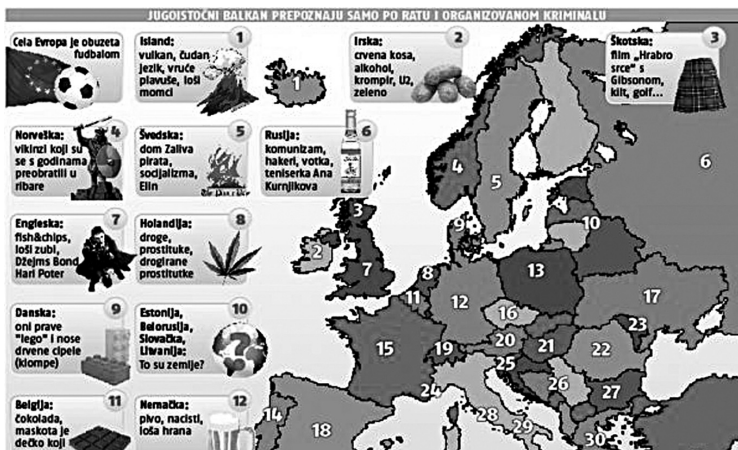 JUGOISTOČNI BALKAN PREPOZNAJU SAMO PO RATU I ORGANIZOVANOM KRIMINALU
Cela Evropa je obuzeta
fudbalom
1
Island:
vulkan, čudan
jezik, vruće
plavuše, loši
momci
2
Irska:
crvena kosa,
alkohol,
krompir, U2,
zeleno
3
Škotska:
film „Hrabro
srce" s
Gibsonom,
kilt, golf...
4
Norveška:
vikinzi koji su
se s godinama
preobratili u
ribare
5
Švedska:
dom Zaliva
pirata,
sodjalizma,
Elin
6
Rusija:
komunizam,
hakeri, votka,
teniserka Ana
Kurnjikova
7
Engleska:
fish&chips,
loši zubi,
Džejms Bond
Hari Poter
8
Holandija:
droge,
prostituke,
drogirane
prostitutke
9
Danska:
oni prave
"lego" i nose
drvene cipele
(klompe)
10
Estonija,
Belorusija,
Slovačka,
Litvanija:
To su zemlje?
11
Belgija:
čokolada,
maskota je
dečko koji
12
Nemačka:
pivo, nacisti,
loša hrana
1
4
5
6
3
9
10
2
7
8
13
11
12
17
16
15
19
20
21
22
23
25
24
26
27
14
18
28
29
30